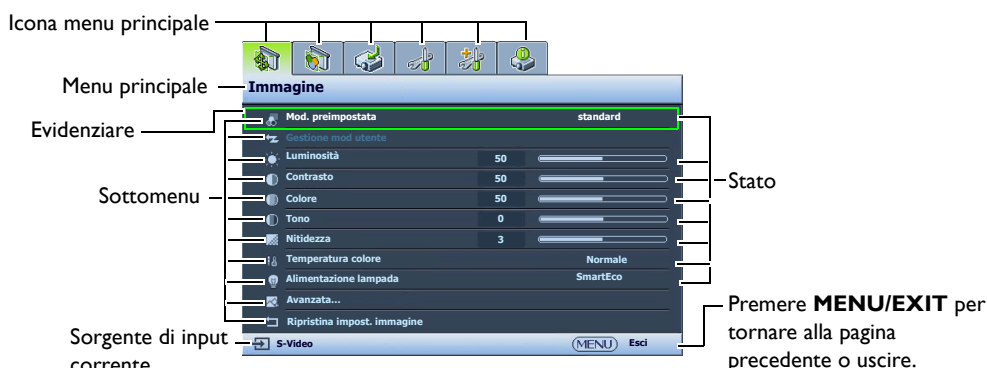 Icona menu principale
Menu principale
Immagine
Evidenziare
Mod. preimpostata standard
Gestione mod utente
Luminosità 50
Contrasto 50
Stato
Sottomenu
Colore 50
Tono 0
Nitidezza 3
Temperatura colore Normale
Alimentazione lampada SmartEco
Avanzata...
Ripristina impost. immagine
Sorgente di input
corrente
S-Video MENU Esci
Premere MENU/EXIT per
tornare alla pagina
precedente o uscire.